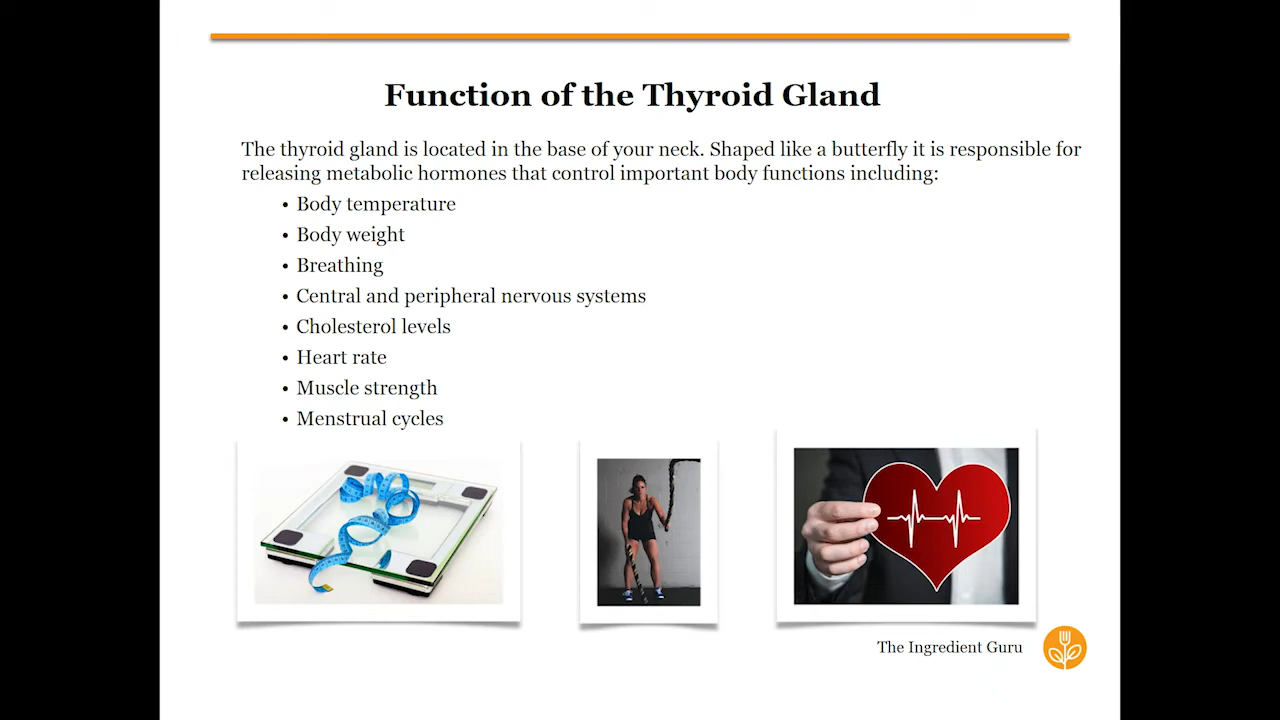 Function of the Thyroid Gland
The thyroid gland is located in the base of your neck. Shaped like a butterfly it is responsible for
releasing metabolic hormones that control important body functions including:
• Body temperature
• Body weight
• Breathing
• Central and peripheral nervous systems
• Cholesterol levels
• Heart rate
• Muscle strength
• Menstrual cycles
The Ingredient Guru